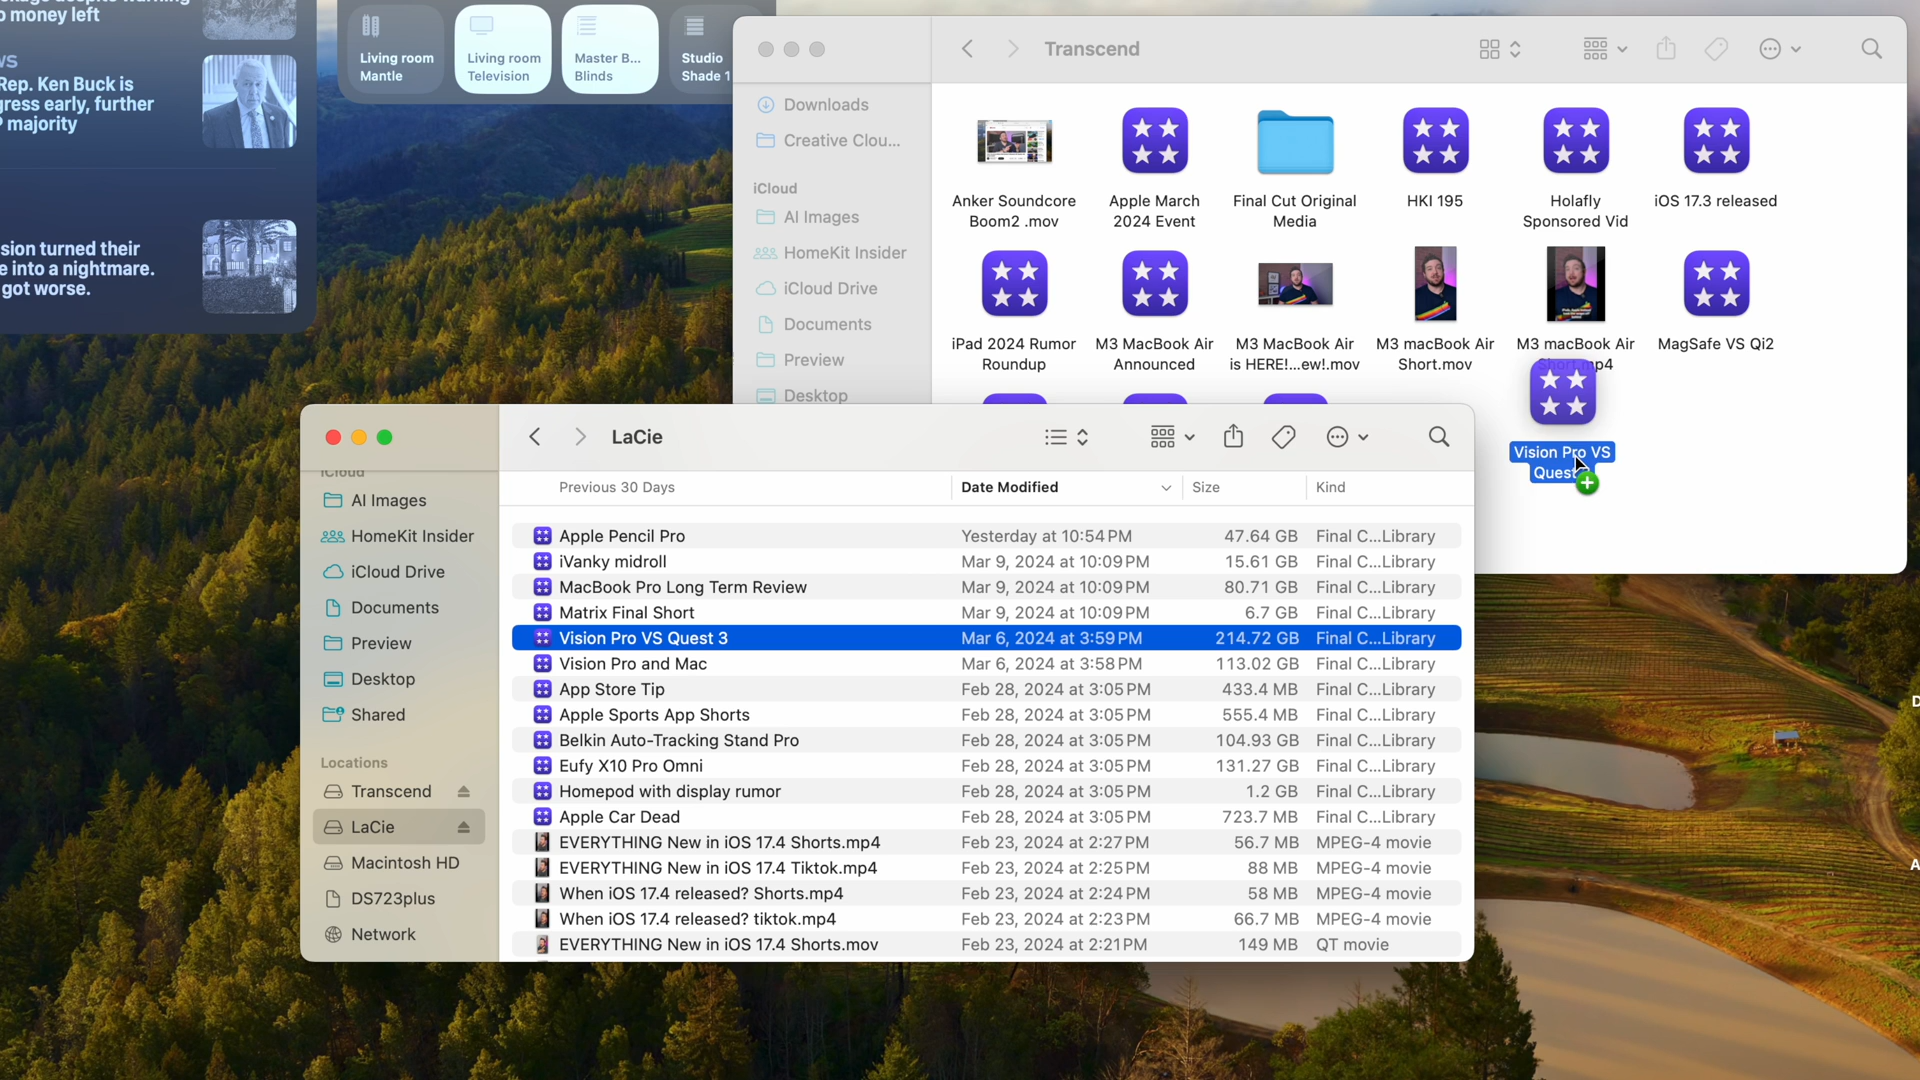 o money left
Rep. Ken Buck is
gress early, further
P majority
sion turned their
e into a nightmare.
got worse.
Living room
Mantle
Living room
Television
Master B...
Blinds
Studio
Shade 1
Transcend
Downloads
Creative Clou...
iCloud
AI Images
HomeKit Insider
iCloud Drive
Documents
Preview
Desktop
Anker Soundcore
Boom2 .mov
Apple March
2024 Event
Final Cut Original
Media
HKI 195
Holafly
Sponsored Vid
iOS 17.3 released
iPad 2024 Rumor
Roundup
M3 MacBook Air
Announced
M3 MacBook Air
is HERE!...ew!.mov
M3 macBook Air
Short.mov
M3 macBook Air
Short.mp4
MagSafe VS Qi2
Vision Pro VS
Quest
LaCie
iCloud
AI Images
HomeKit Insider
iCloud Drive
Documents
Preview
Desktop
Shared
Locations
Transcend
LaCie
Macintosh HD
DS723plus
Network
Previous 30 Days Date Modified Size Kind
Apple Pencil Pro Yesterday at 10:54 PM 47.64 GB Final C...Library
iVanky midroll Mar 9, 2024 at 10:09 PM 15.61 GB Final C...Library
MacBook Pro Long Term Review Mar 9, 2024 at 10:09 PM 80.71 GB Final C...Library
Matrix Final Short Mar 9, 2024 at 10:09 PM 6.7 GB Final C...Library
Vision Pro VS Quest 3 Mar 6, 2024 at 3:59 PM 214.72 GB Final C...Library
Vision Pro and Mac Mar 6, 2024 at 3:58 PM 113.02 GB Final C...Library
App Store Tip Feb 28, 2024 at 3:05 PM 433.4 MB Final C...Library
Apple Sports App Shorts Feb 28, 2024 at 3:05 PM 555.4 MB Final C...Library
Belkin Auto-Tracking Stand Pro Feb 28, 2024 at 3:05 PM 104.93 GB Final C...Library
Eufy X10 Pro Omni Feb 28, 2024 at 3:05 PM 131.27 GB Final C...Library
Homepod with display rumor Feb 28, 2024 at 3:05 PM 1.2 GB Final C...Library
Apple Car Dead Feb 28, 2024 at 3:05 PM 723.7 MB Final C...Library
EVERYTHING New in iOS 17.4 Shorts.mp4 Feb 23, 2024 at 2:27 PM 56.7 MB MPEG-4 movie
EVERYTHING New in iOS 17.4 Tiktok.mp4 Feb 23, 2024 at 2:25 PM 88 MB MPEG-4 movie
When iOS 17.4 released? Shorts.mp4 Feb 23, 2024 at 2:24 PM 58 MB MPEG-4 movie
When iOS 17.4 released? tiktok.mp4 Feb 23, 2024 at 2:23 PM 66.7 MB MPEG-4 movie
EVERYTHING New in iOS 17.4 Shorts.mov Feb 23, 2024 at 2:21 PM 149 MB QT movie